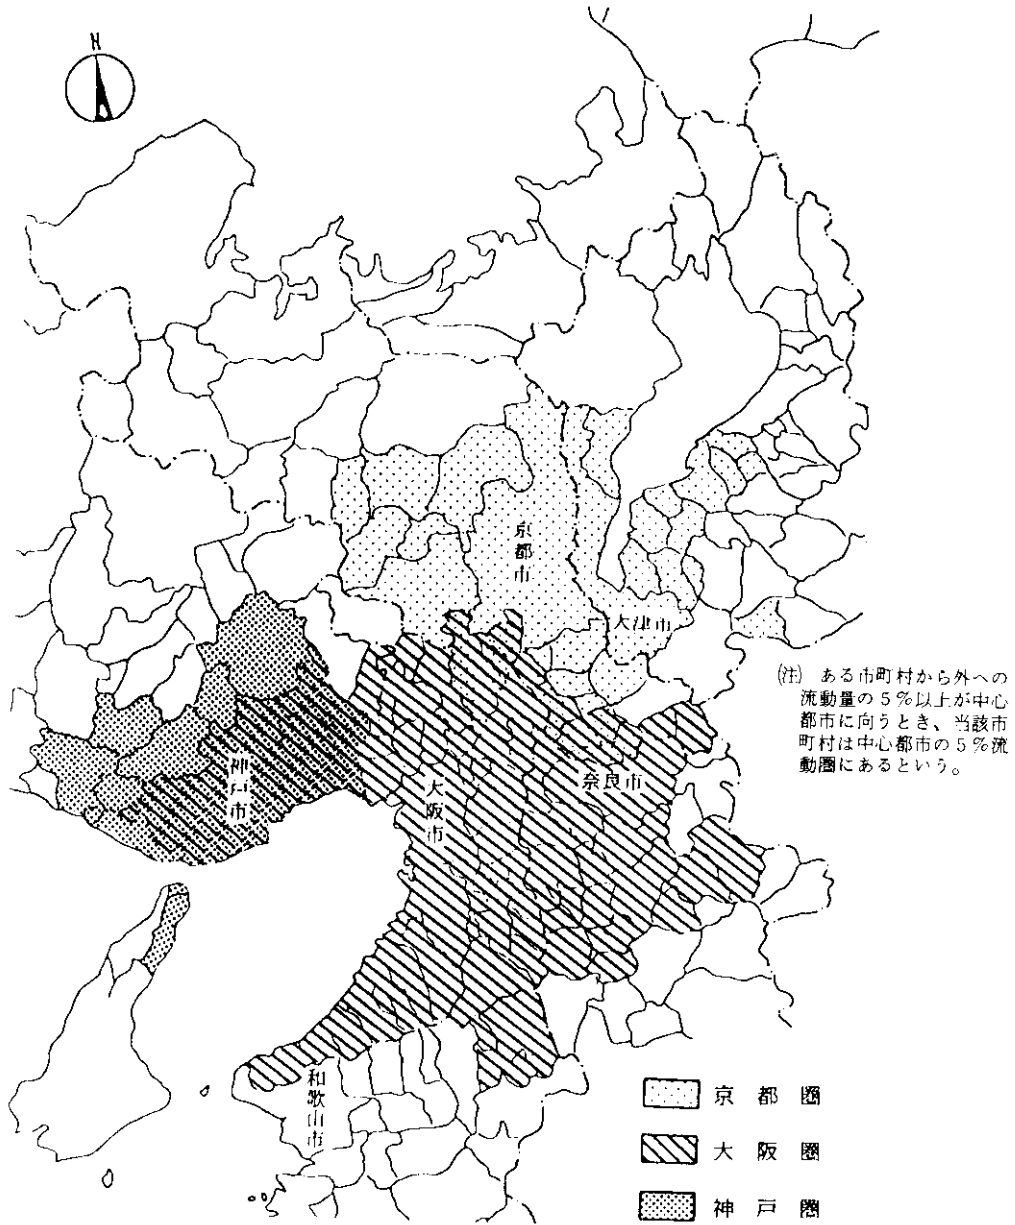 N
京都市
大津市
(注) ある市町村から外への
流動量の5%以上が中心
都市に向うとき、当該市
町村は中心都市の5%流
動圏にあるという。
神戸市
大阪市
奈良市
和歌山市
京都圏
大阪圏
神戸圏